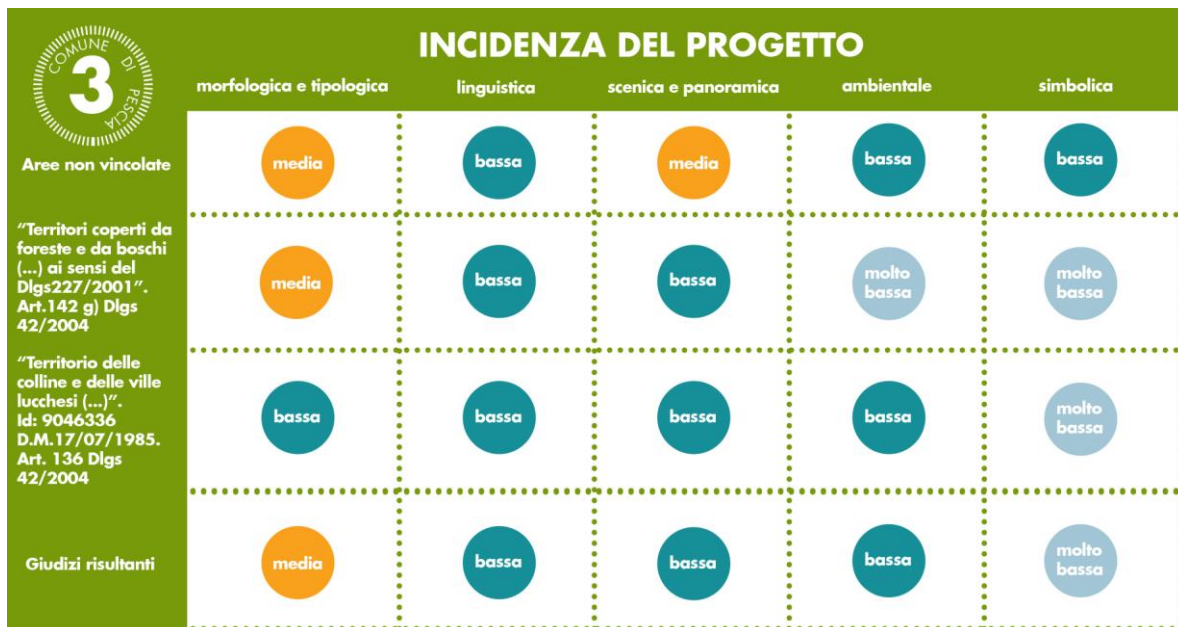 COMUNE DI PESCIA
3
INCIDENZA DEL PROGETTO
morfologica e tipologica
linguistica
scenica e panoramica
ambientale
simbolica
Aree non vincolate
media
bassa
media
bassa
bassa
“Territori coperti da
foreste e da boschi
(...) ai sensi del
Dlgs227/2001”.
Art.142 g) Dlgs
42/2004
media
bassa
bassa
molto
bassa
molto
bassa
“Territorio delle
colline e delle ville
lucchesi (...)”.
Id: 9046336
D.M.17/07/1985.
Art. 136 Dlgs
42/2004
bassa
bassa
bassa
bassa
molto
bassa
Giudizi risultanti
media
bassa
bassa
bassa
molto
bassa